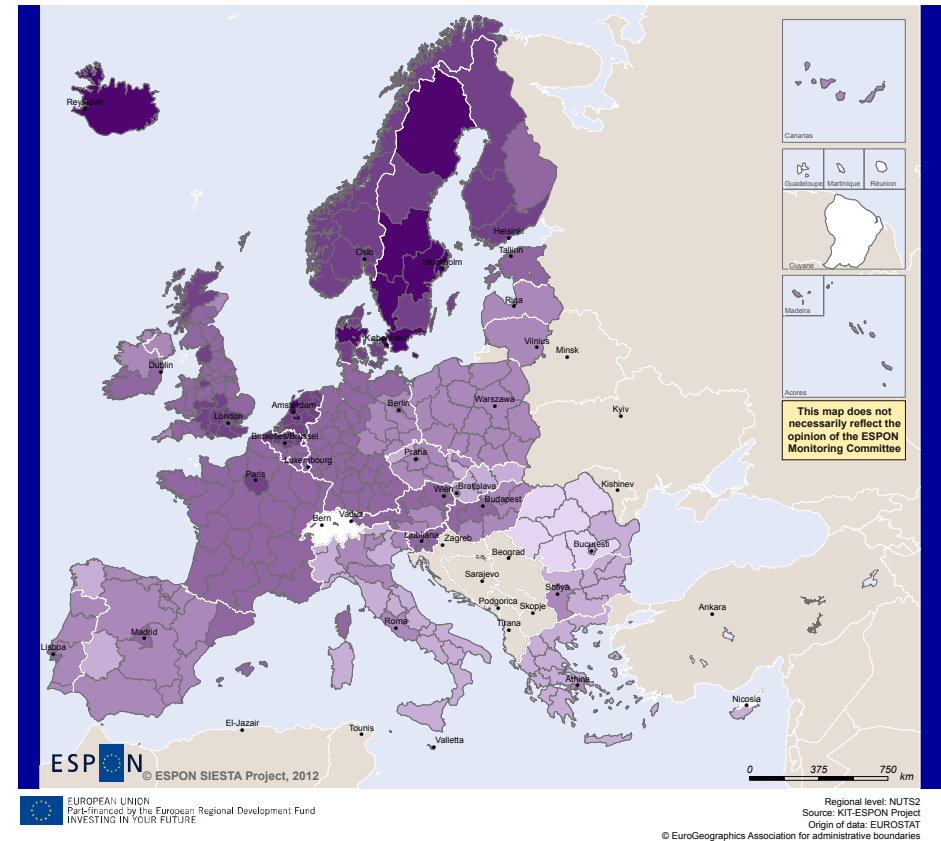 Reykjavik
Canarias
Guadeloupe
Martinique
Réunion
Guyane
Madeira
Acores
This map does not
necessarily reflect the
opinion of the ESPON
Monitoring Committee
Helsinki
Tallinn
Oslo
Stockholm
Riga
København
Vilnius
Minsk
Dublin
Amsterdam
Berlin
Warszawa
London
Kyiv
Bruxelles/Brussel
Luxembourg
Praha
Paris
Wien
Bratislava
Kishinev
Budapest
Bern
Vaduz
Ljubljana
Zagreb
Bucuresti
Beograd
Sarajevo
Sofiya
Podgorica
Skopje
Ankara
Tirana
Roma
Madrid
Lisboa
Athina
Nicosia
El-Jazair
Tounis
Valletta
ESPON
© ESPON SIESTA Project, 2012
0 375 750
km
EUROPEAN UNION
Part-financed by the European Regional Development Fund
INVESTING IN YOUR FUTURE
Regional level: NUTS2
Source: KIT-ESPON Project
Origin of data: EUROSTAT
© EuroGeographics Association for administrative boundaries